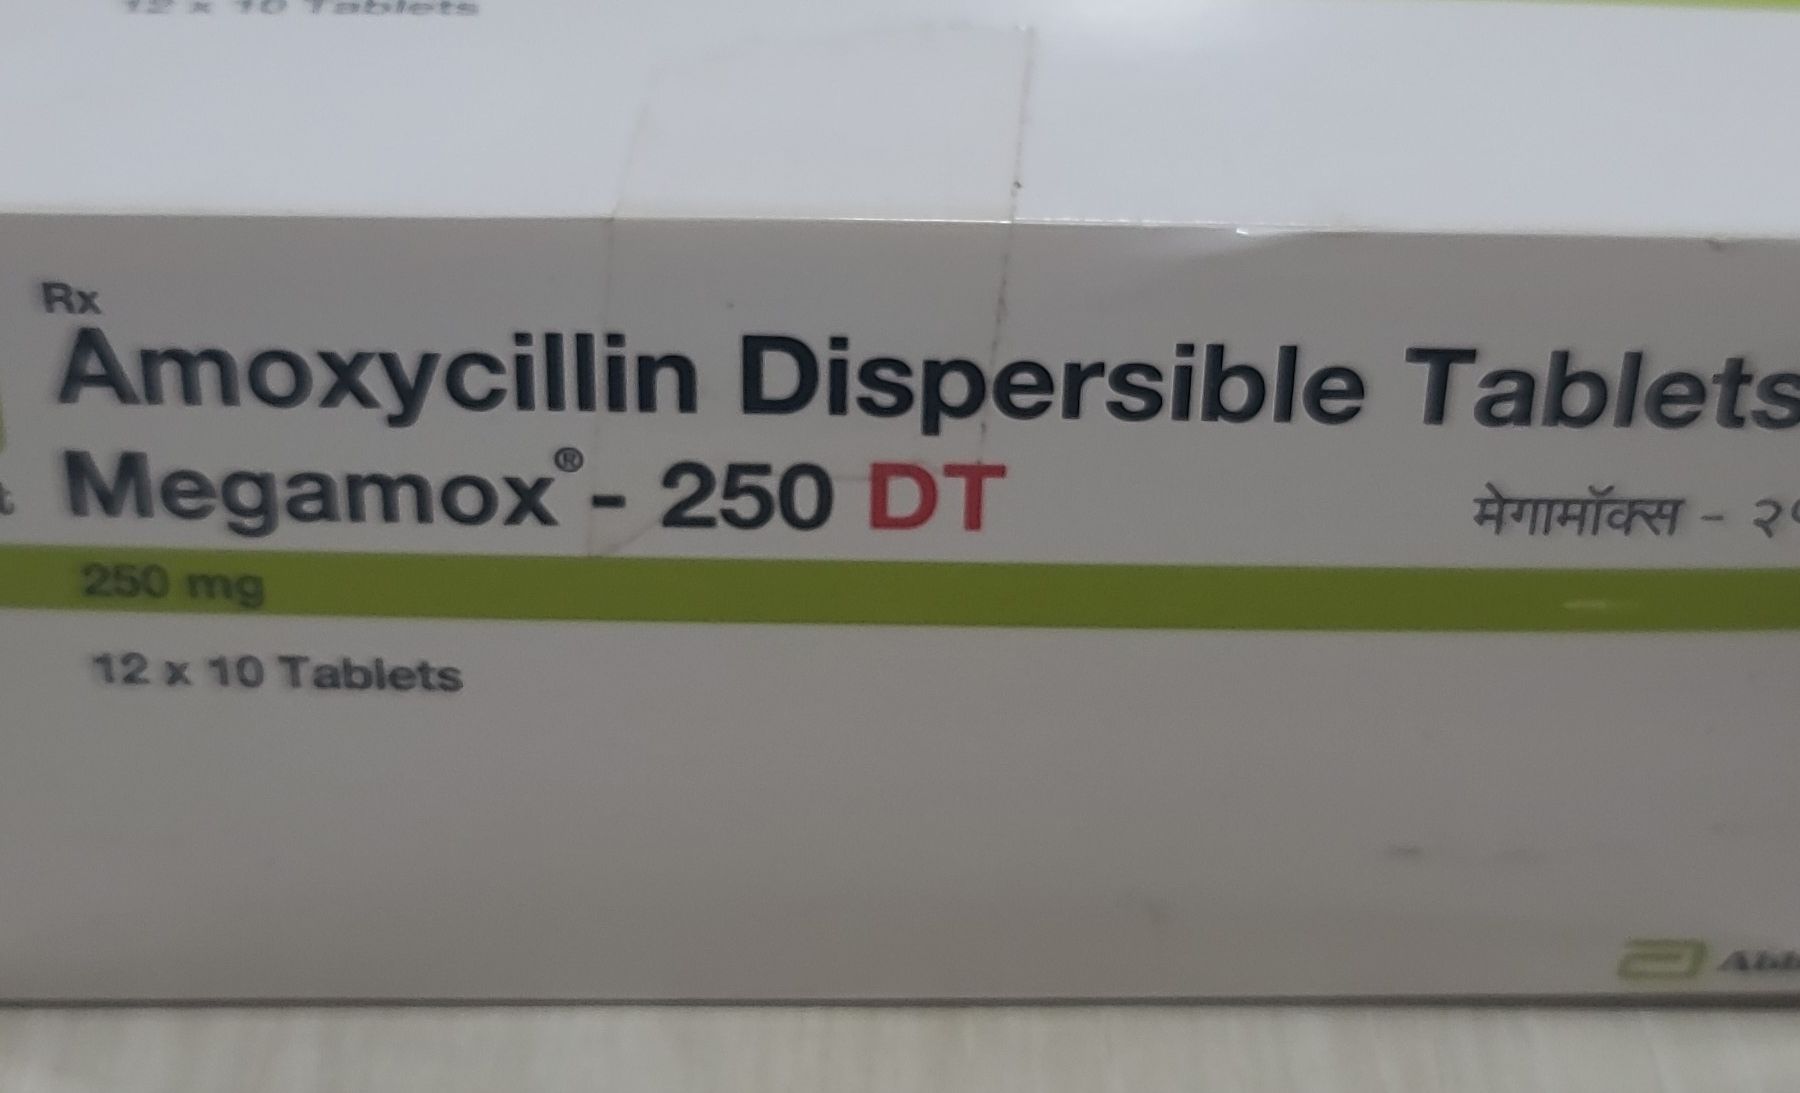 12 x 10 Tablets
Rx
Amoxycillin Dispersible Tablets
Megamox® - 250 DT
मेगामॉक्स -
250 mg
12 x 10 Tablets